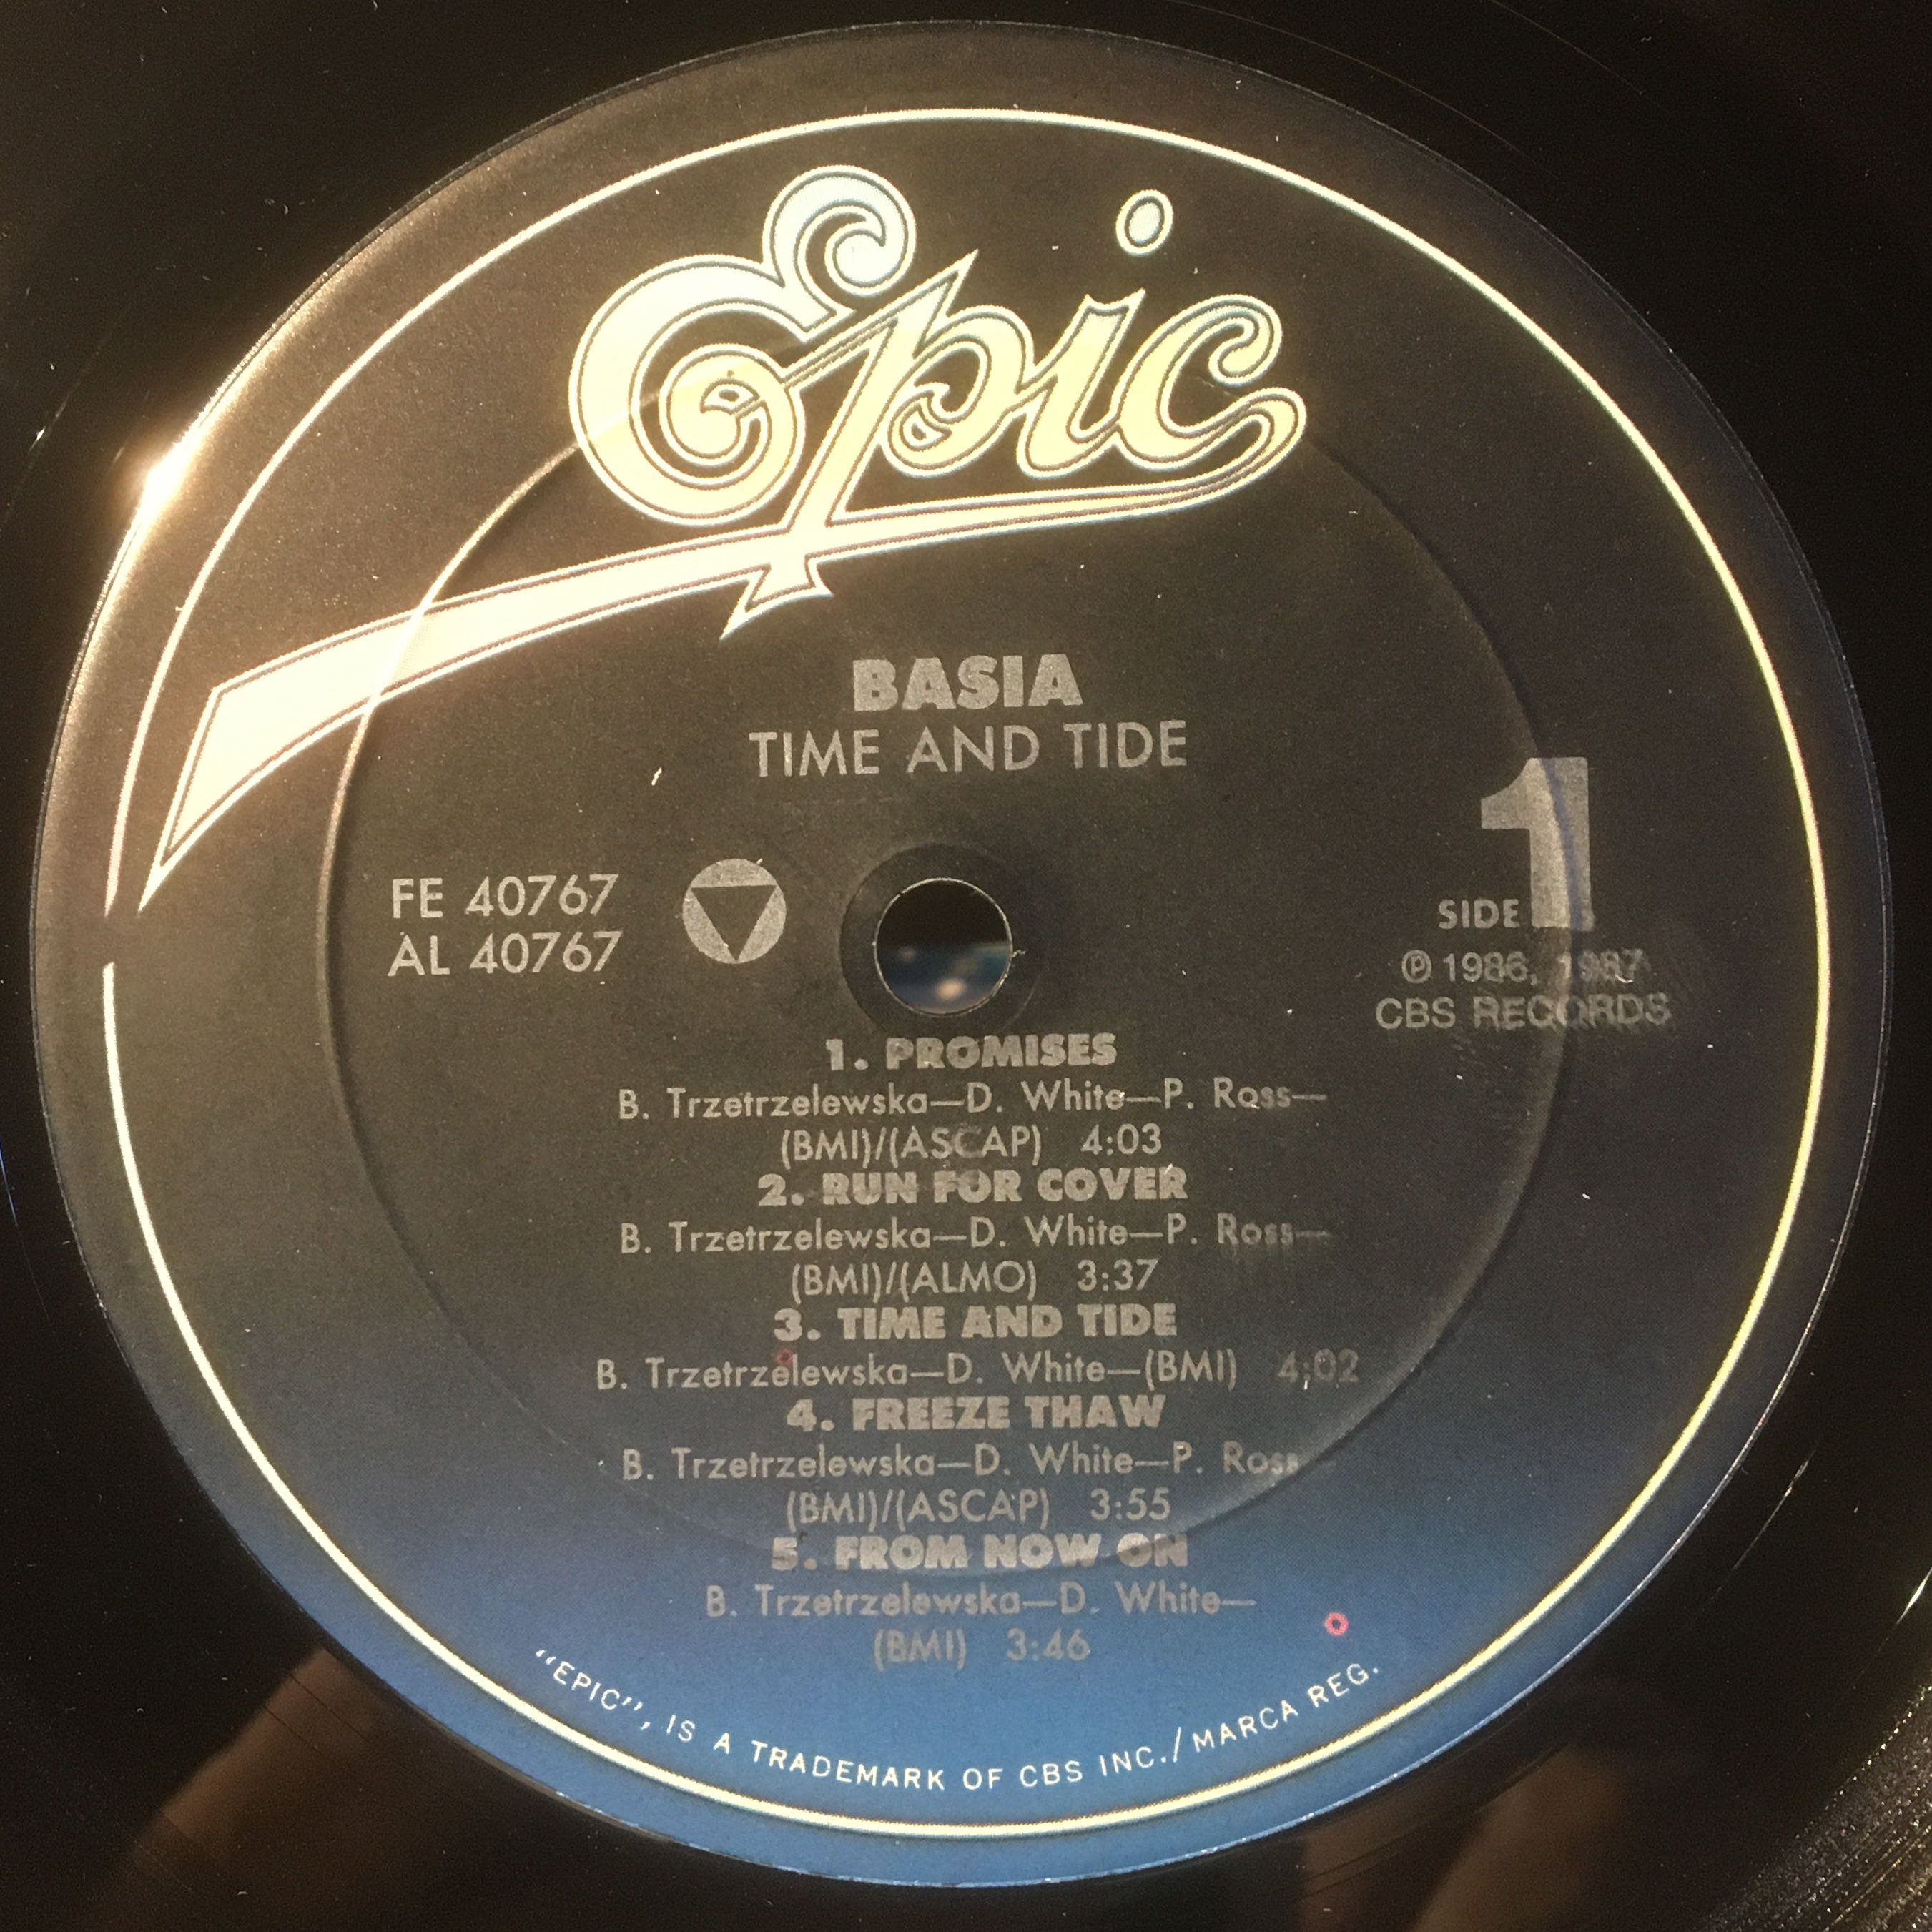 Epic
BASIA
TIME AND TIDE
FE 40767
AL 40767
SIDE 1
℗ 1986, 1987
CBS RECORDS
1. PROMISES
B. Trzetrzelewska—D. White—P. Ross—
(BMI)/(ASCAP) 4:03
2. RUN FOR COVER
B. Trzetrzelewska—D. White—P. Ross—
(BMI)/(ALMO) 3:37
3. TIME AND TIDE
B. Trzetrzelewska—D. White—(BMI) 4:02
4. FREEZE THAW
B. Trzetrzelewska—D. White—P. Ross—
(BMI)/(ASCAP) 3:55
5. FROM NOW ON
B. Trzetrzelewska—D. White—
(BMI) 3:46
"EPIC", IS A TRADEMARK OF CBS INC./MARCA REG.